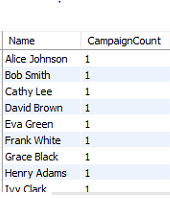 Name CampaignCount
Alice Johnson 1
Bob Smith 1
Cathy Lee 1
David Brown 1
Eva Green 1
Frank White 1
Grace Black 1
Henry Adams 1
Ivy Clark 1